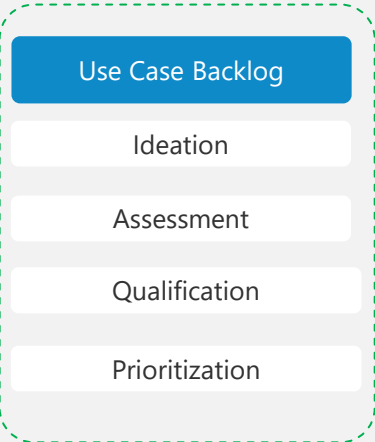 Use Case Backlog
Ideation
Assessment
Qualification
Prioritization